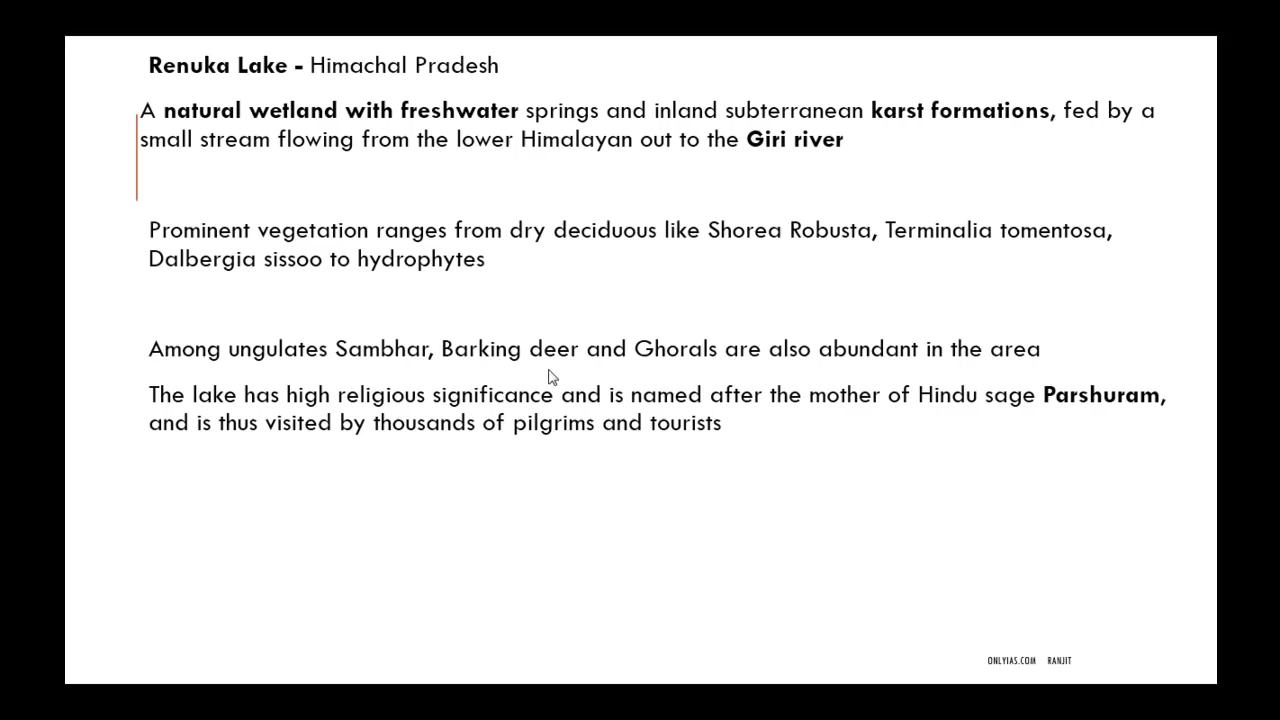 Renuka Lake - Himachal Pradesh
A natural wetland with freshwater springs and inland subterranean karst formations, fed by a
small stream flowing from the lower Himalayan out to the Giri river
Prominent vegetation ranges from dry deciduous like Shorea Robusta, Terminalia tomentosa,
Dalbergia sissoo to hydrophytes
Among ungulates Sambhar, Barking deer and Ghorals are also abundant in the area
The lake has high religious significance and is named after the mother of Hindu sage Parshuram,
and is thus visited by thousands of pilgrims and tourists
ONLYIAS.COM RANJIT